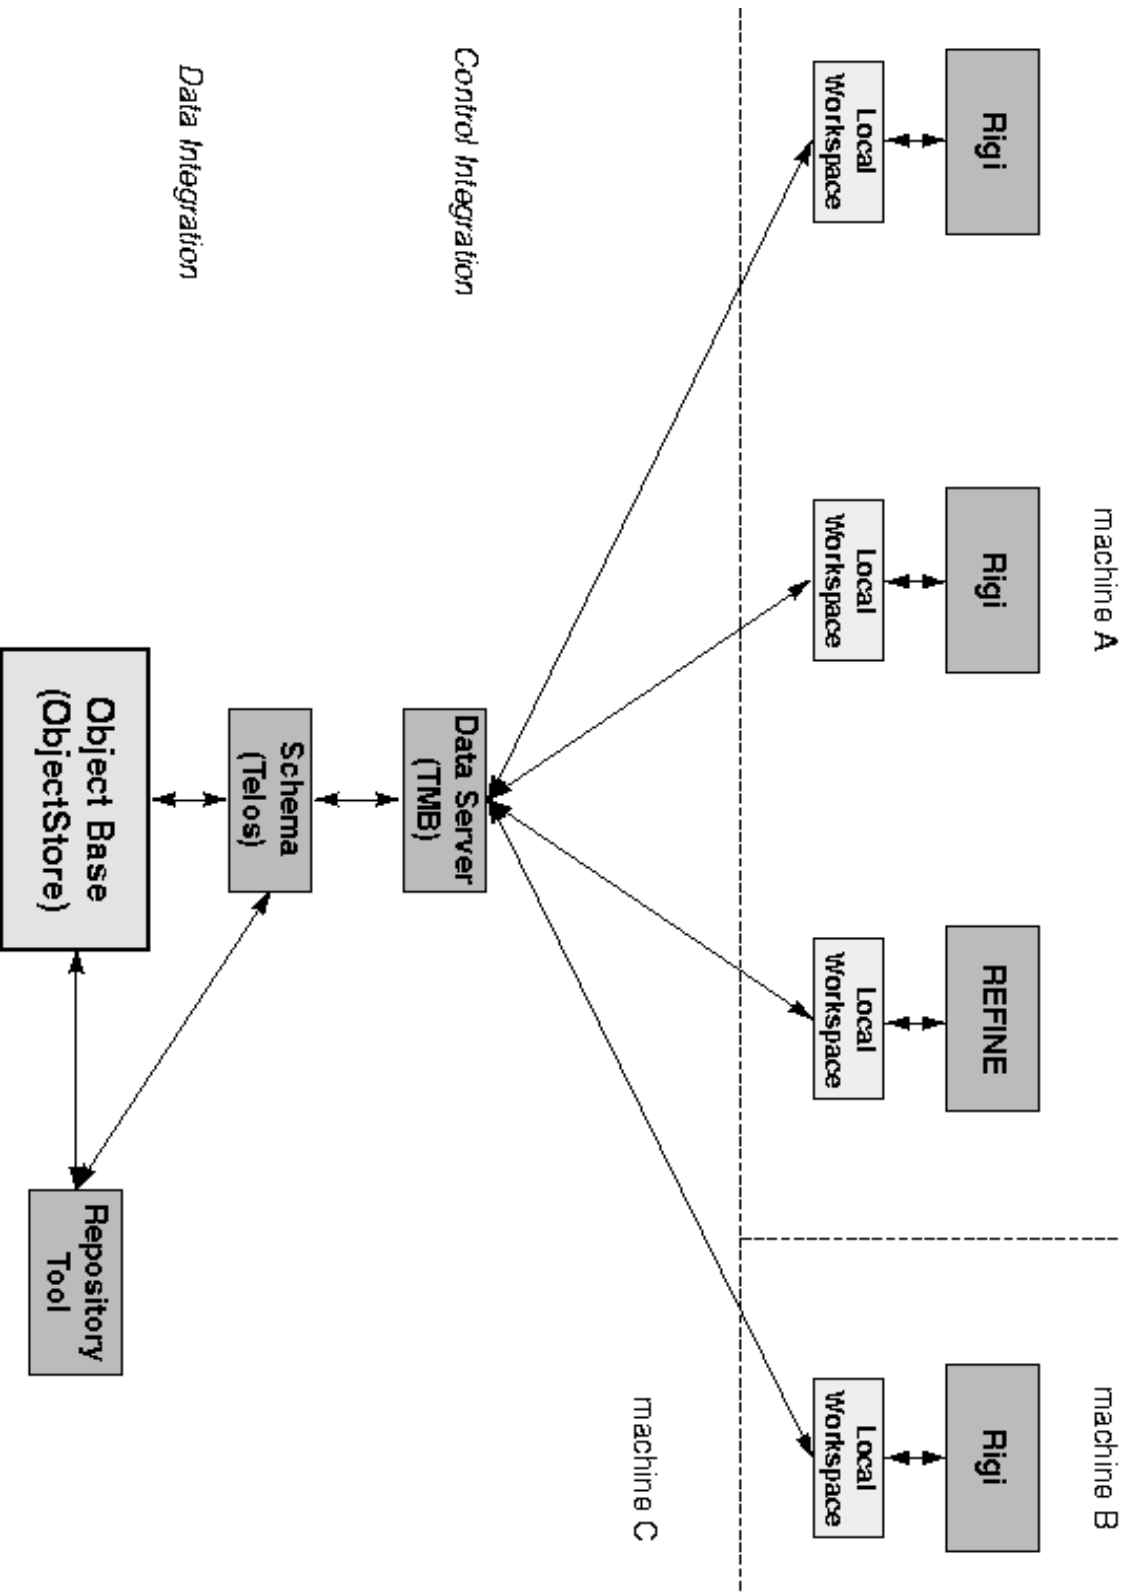 machine A
machine B
Rigi
Rigi
REFINE
Rigi
Local
Workspace
Local
Workspace
Local
Workspace
Local
Workspace
machine C
Control Integration
Data Server
(TMB)
Data Integration
Schema
(Telos)
Object Base
(ObjectStore)
Repository
Tool